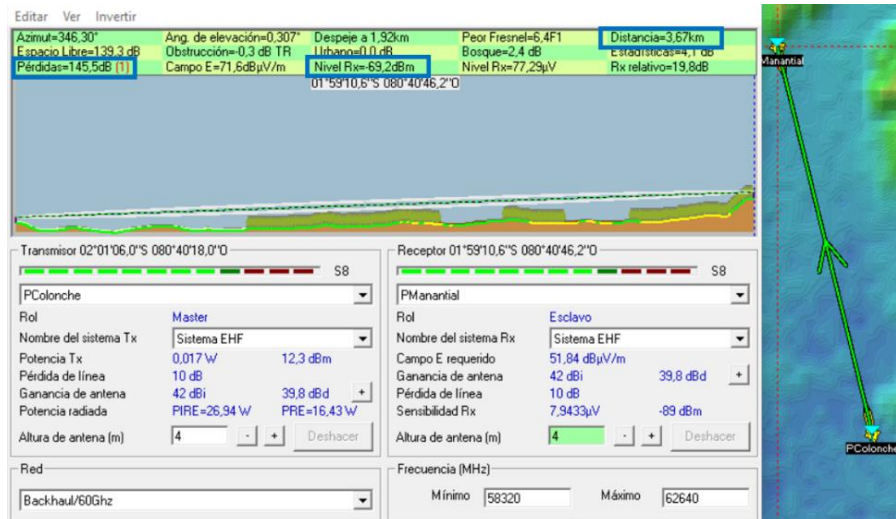 Editar Ver Invertir
Azimut=346,30° Ang. de elevación=0,307° Despeje a 1,92km Peor Fresnel=6,4F1 Distancia=3,67km
Espacio Libre=139,3 dB Obstrucción=-0,3 dB TR Urbano=0,0 dB Bosque=2,4 dB Estadísticas=4,1 dB
Pérdidas=145,5dB (1) Campo E=71,6dBµV/m Nivel Rx=-69,2dBm Nivel Rx=77,29µV Rx relativo=19,8dB
01°59'10,6"S 080°40'46,2"O
Manantial
Transmisor 02°01'06,0"S 080°40'18,0"O Receptor 01°59'10,6"S 080°40'46,2"O
S8 S8
PColonche PManantial
Rol Master Rol Esclavo
Nombre del sistema Tx Sistema EHF Nombre del sistema Rx Sistema EHF
Potencia Tx 0,017 W 12,3 dBm Campo E requerido 51,84 dBµV/m
Pérdida de línea 10 dB Ganancia de antena 42 dBi 39,8 dBd +
Ganancia de antena 42 dBi 39,8 dBd + Pérdida de línea 10 dB
Potencia radiada PIRE=26,94 W PRE=16,43 W Sensibilidad Rx 7,9433µV -89 dBm
Altura de antena (m) 4 - + Deshacer Altura de antena (m) 4 - + Deshacer
PColonche
Red Frecuencia (MHz)
Backhaul/60Ghz Mínimo 58320 Máximo 62640